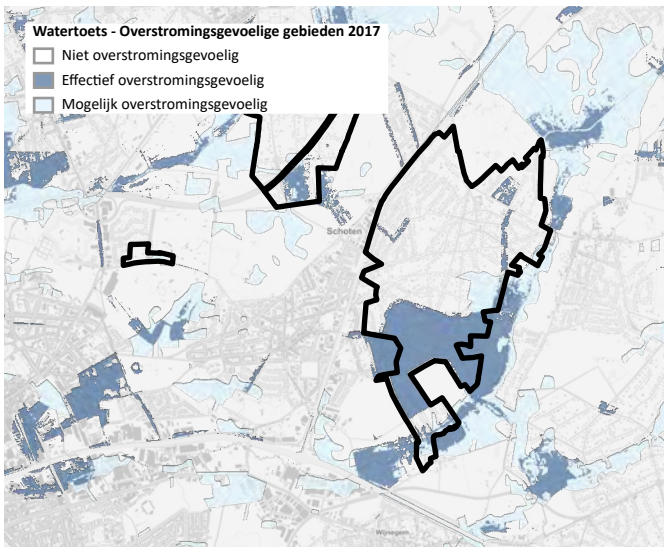 Watertoets - Overstromingsgevoelige gebieden 2017
Niet overstromingsgevoelig
Effectief overstromingsgevoelig
Mogelijk overstromingsgevoelig
Schoten
Wijnegem